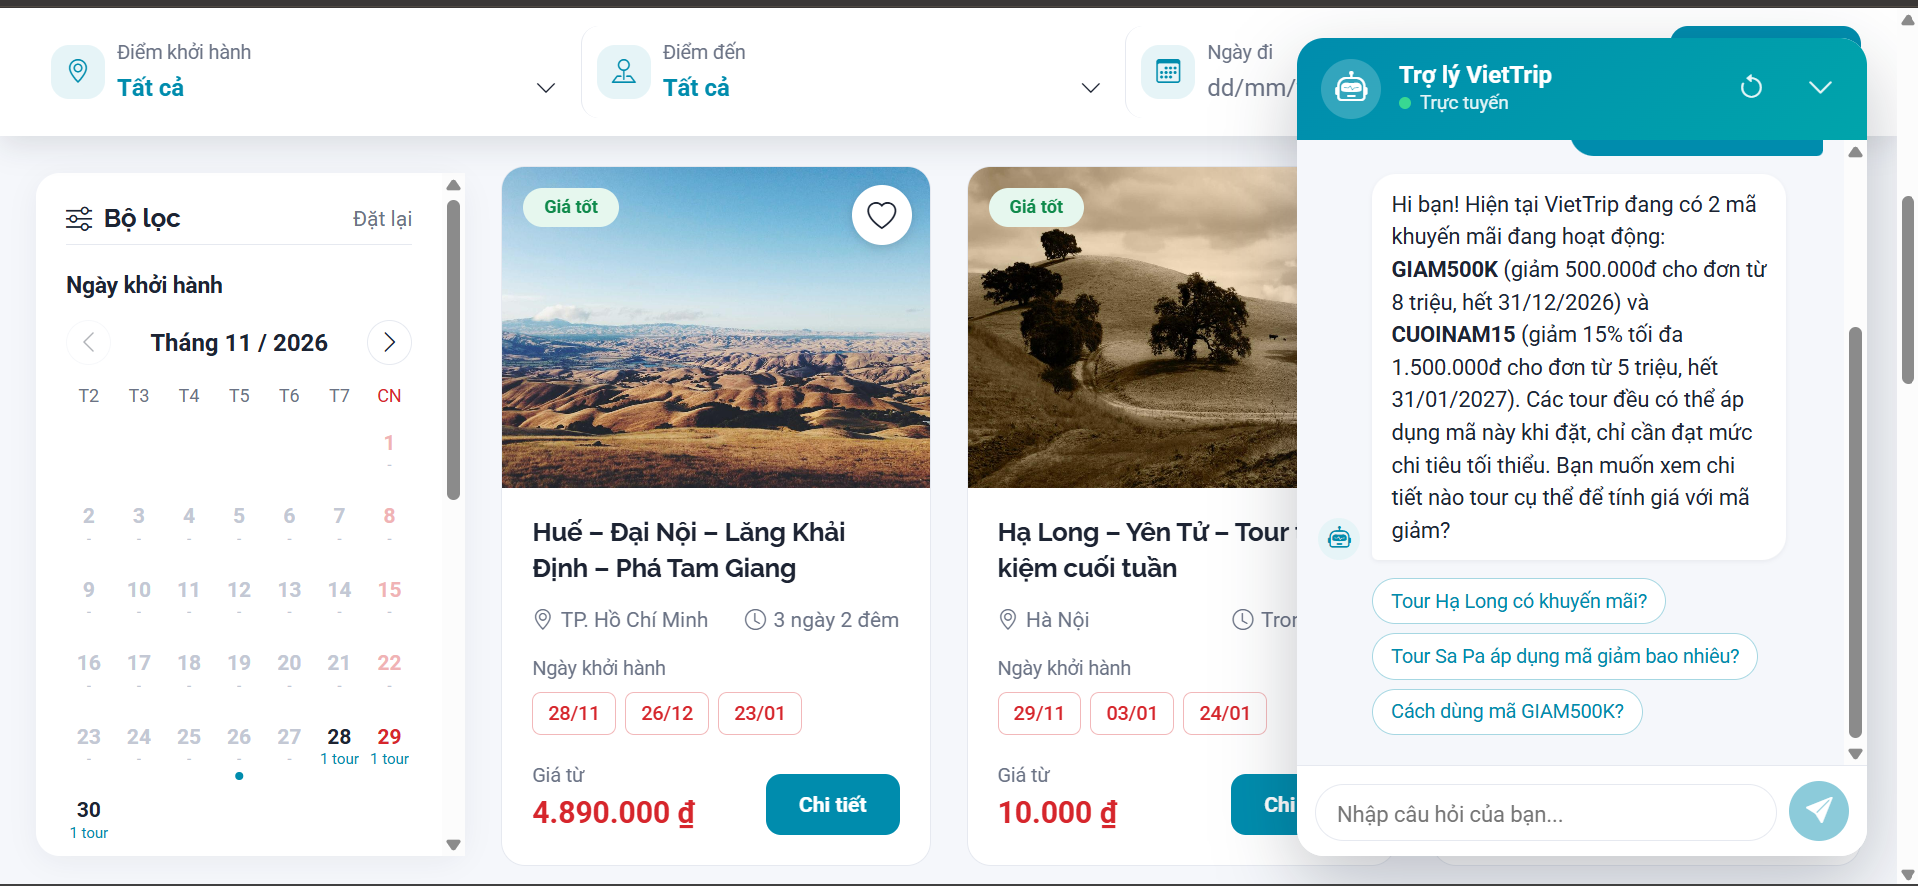 Điểm khởi hành
Tất cả
Điểm đến
Tất cả
Ngày đi
dd/mm/
Bộ lọc
Đặt lại
Ngày khởi hành
Tháng 11 / 2026
T2 T3 T4 T5 T6 T7 CN
1
-
2 3 4 5 6 7 8
- - - - - - -
9 10 11 12 13 14 15
- - - - - - -
16 17 18 19 20 21 22
- - - - - - -
23 24 25 26 27 28 29
- - - - - 1 tour 1 tour
30
1 tour
Giá tốt
Huế – Đại Nội – Lăng Khải
Định – Phá Tam Giang
TP. Hồ Chí Minh
3 ngày 2 đêm
Ngày khởi hành
28/11 26/12 23/01
Giá từ
4.890.000 ₫
Chi tiết
Giá tốt
Hạ Long – Yên Tử – Tour
kiệm cuối tuần
Hà Nội
Tron
Ngày khởi hành
29/11 03/01 24/01
Giá từ
10.000 ₫
Chi
Trợ lý VietTrip
Trực tuyến
Hi bạn! Hiện tại VietTrip đang có 2 mã
khuyến mãi đang hoạt động:
GIAM500K (giảm 500.000đ cho đơn từ
8 triệu, hết 31/12/2026) và
CUOINAM15 (giảm 15% tối đa
1.500.000đ cho đơn từ 5 triệu, hết
31/01/2027). Các tour đều có thể áp
dụng mã này khi đặt, chỉ cần đạt mức
chi tiêu tối thiểu. Bạn muốn xem chi
tiết nào tour cụ thể để tính giá với mã
giảm?
Tour Hạ Long có khuyến mãi?
Tour Sa Pa áp dụng mã giảm bao nhiêu?
Cách dùng mã GIAM500K?
Nhập câu hỏi của bạn...